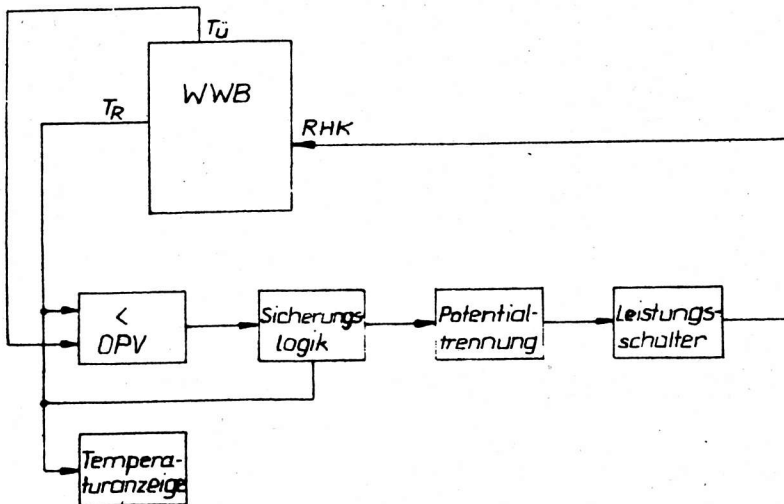 TÜ
WWB
TR
RHK
<
OPV
Sicherungs
logik
Potential-
trennung
Leistungs-
schalter
Tempera-
turanzeige